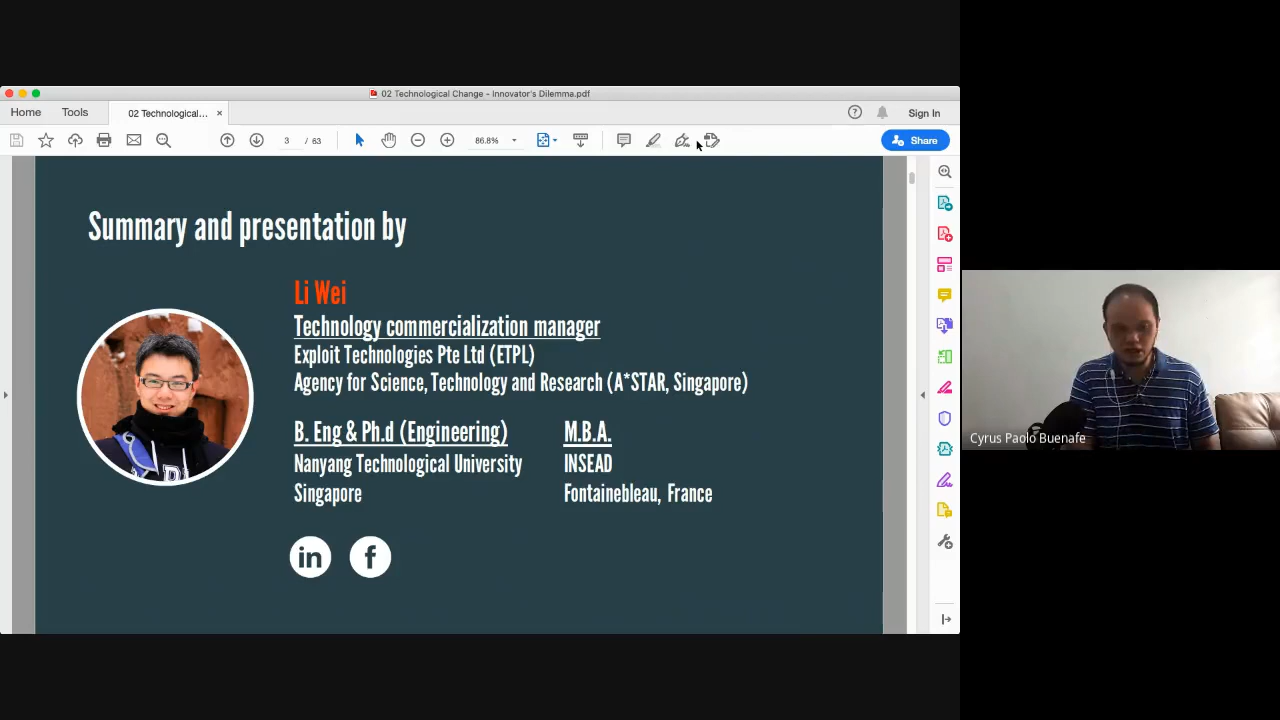 02 Technological Change - Innovator's Dilemma.pdf
Home
Tools
02 Technological...
×
?
Sign In
3 / 63
86.8%
Share
Summary and presentation by
Li Wei
Technology commercialization manager
Exploit Technologies Pte Ltd (ETPL)
Agency for Science, Technology and Research (A*STAR, Singapore)
B. Eng & Ph.d (Engineering)
Nanyang Technological University
Singapore
M.B.A.
INSEAD
Fontainebleau, France
in
f
Cyrus Paolo Buenafe